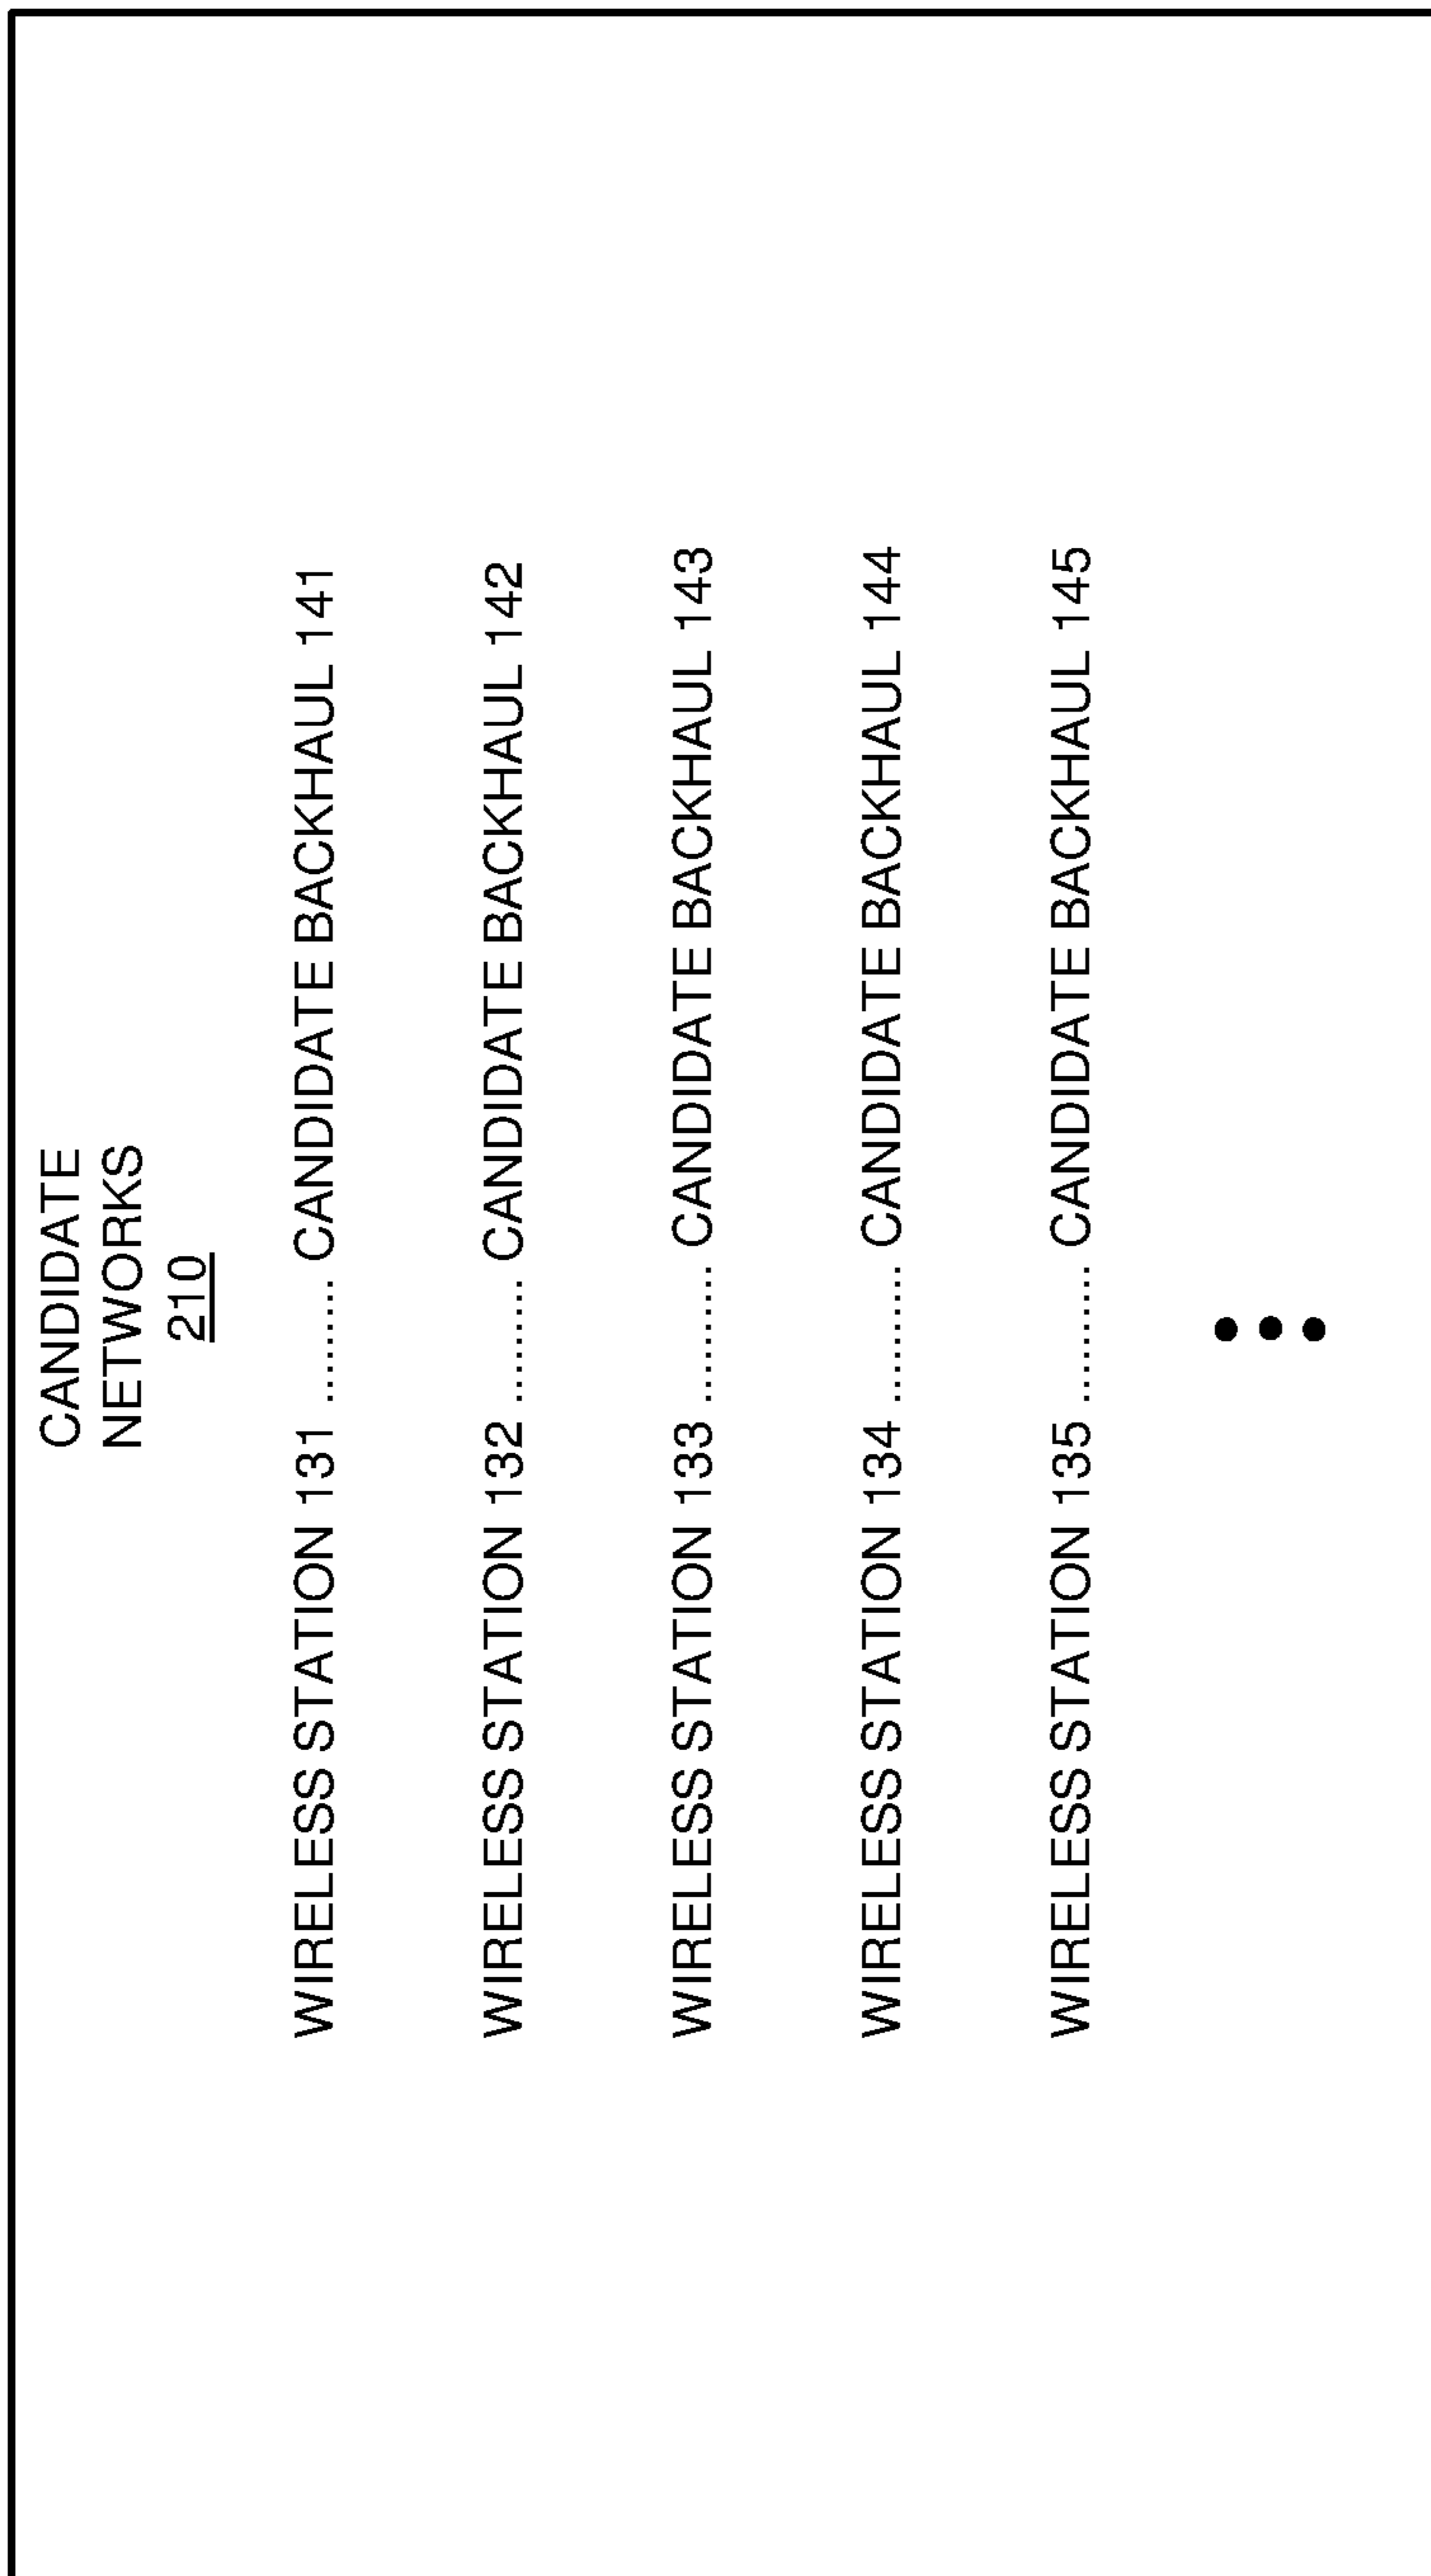 CANDIDATE
NETWORKS
210
WIRELESS STATION 131 .......... CANDIDATE BACKHAUL 141
WIRELESS STATION 132 .......... CANDIDATE BACKHAUL 142
WIRELESS STATION 133 .......... CANDIDATE BACKHAUL 143
WIRELESS STATION 134 .......... CANDIDATE BACKHAUL 144
WIRELESS STATION 135 .......... CANDIDATE BACKHAUL 145